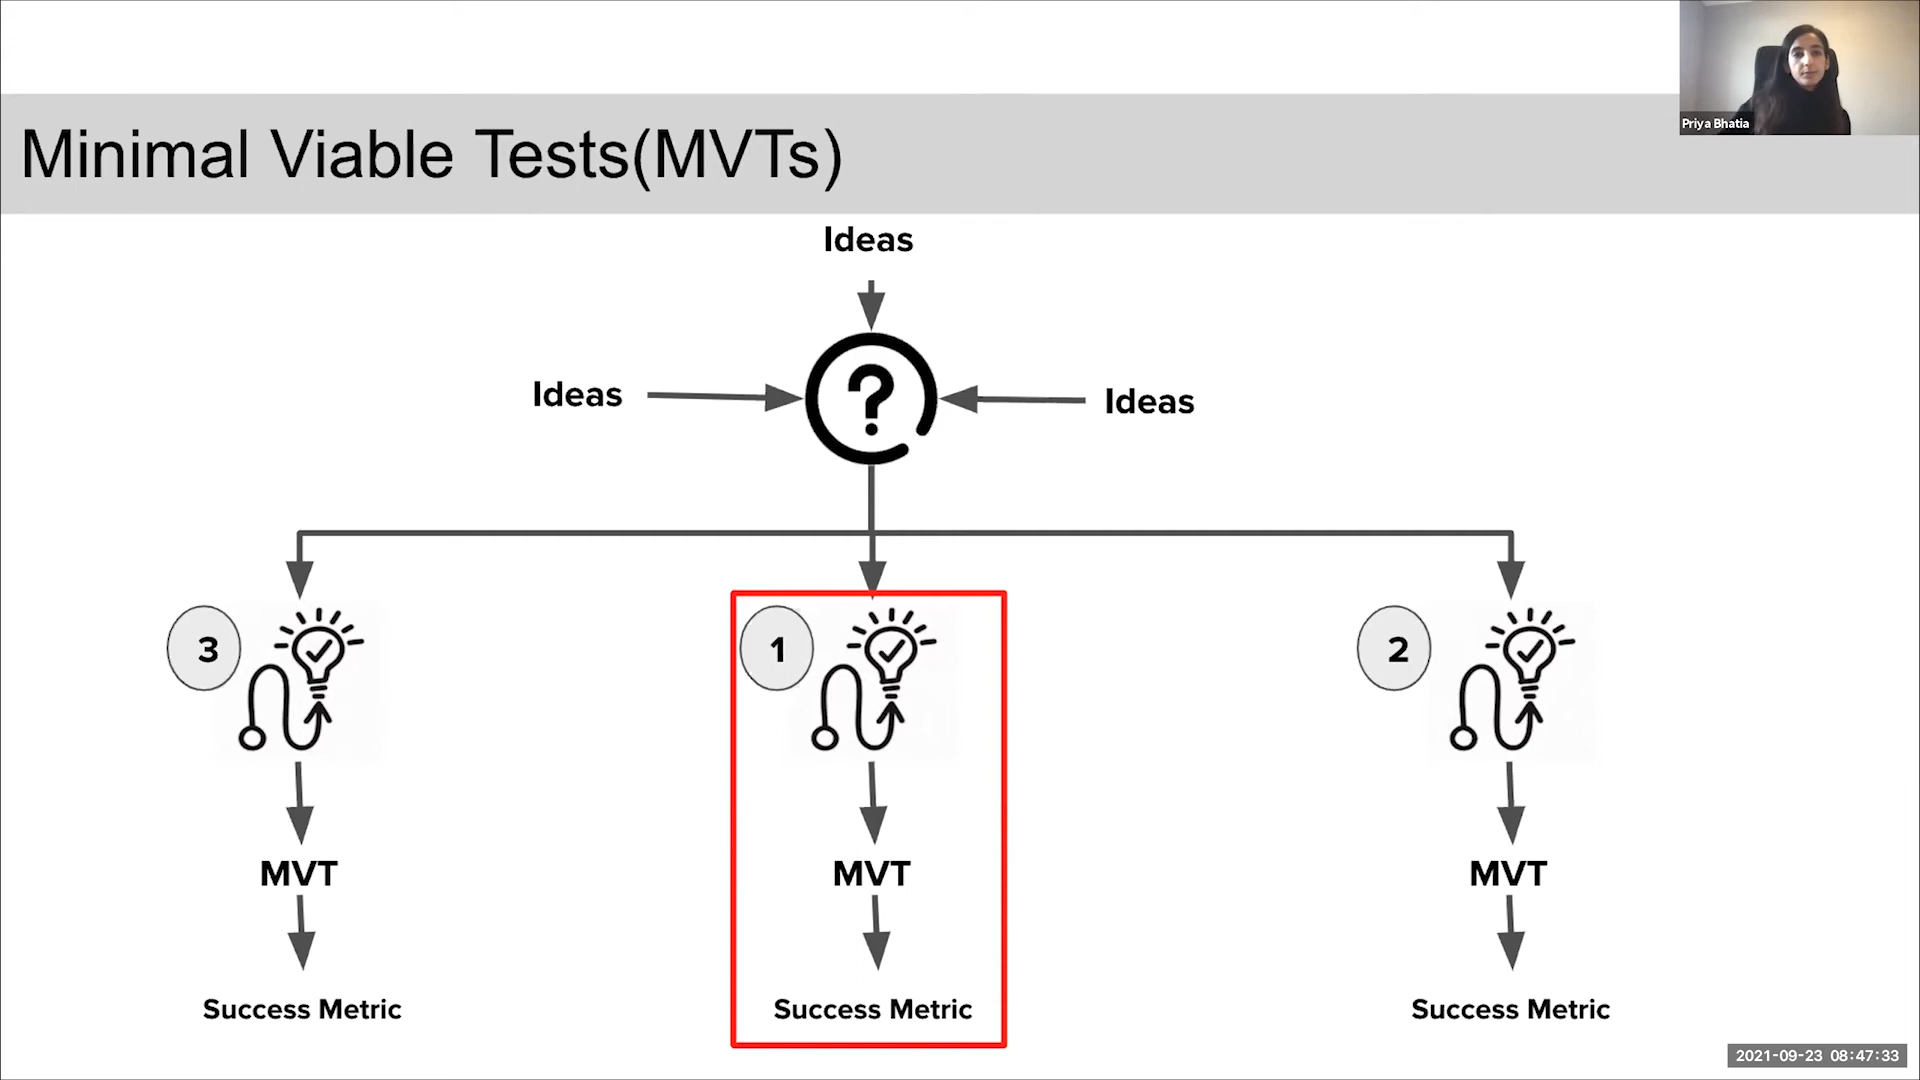 Priya Bhatia
Minimal Viable Tests(MVTs)
Ideas
Ideas
?
Ideas
3
1
2
MVT
MVT
MVT
Success Metric
Success Metric
Success Metric
2021-09-23 08:47:33